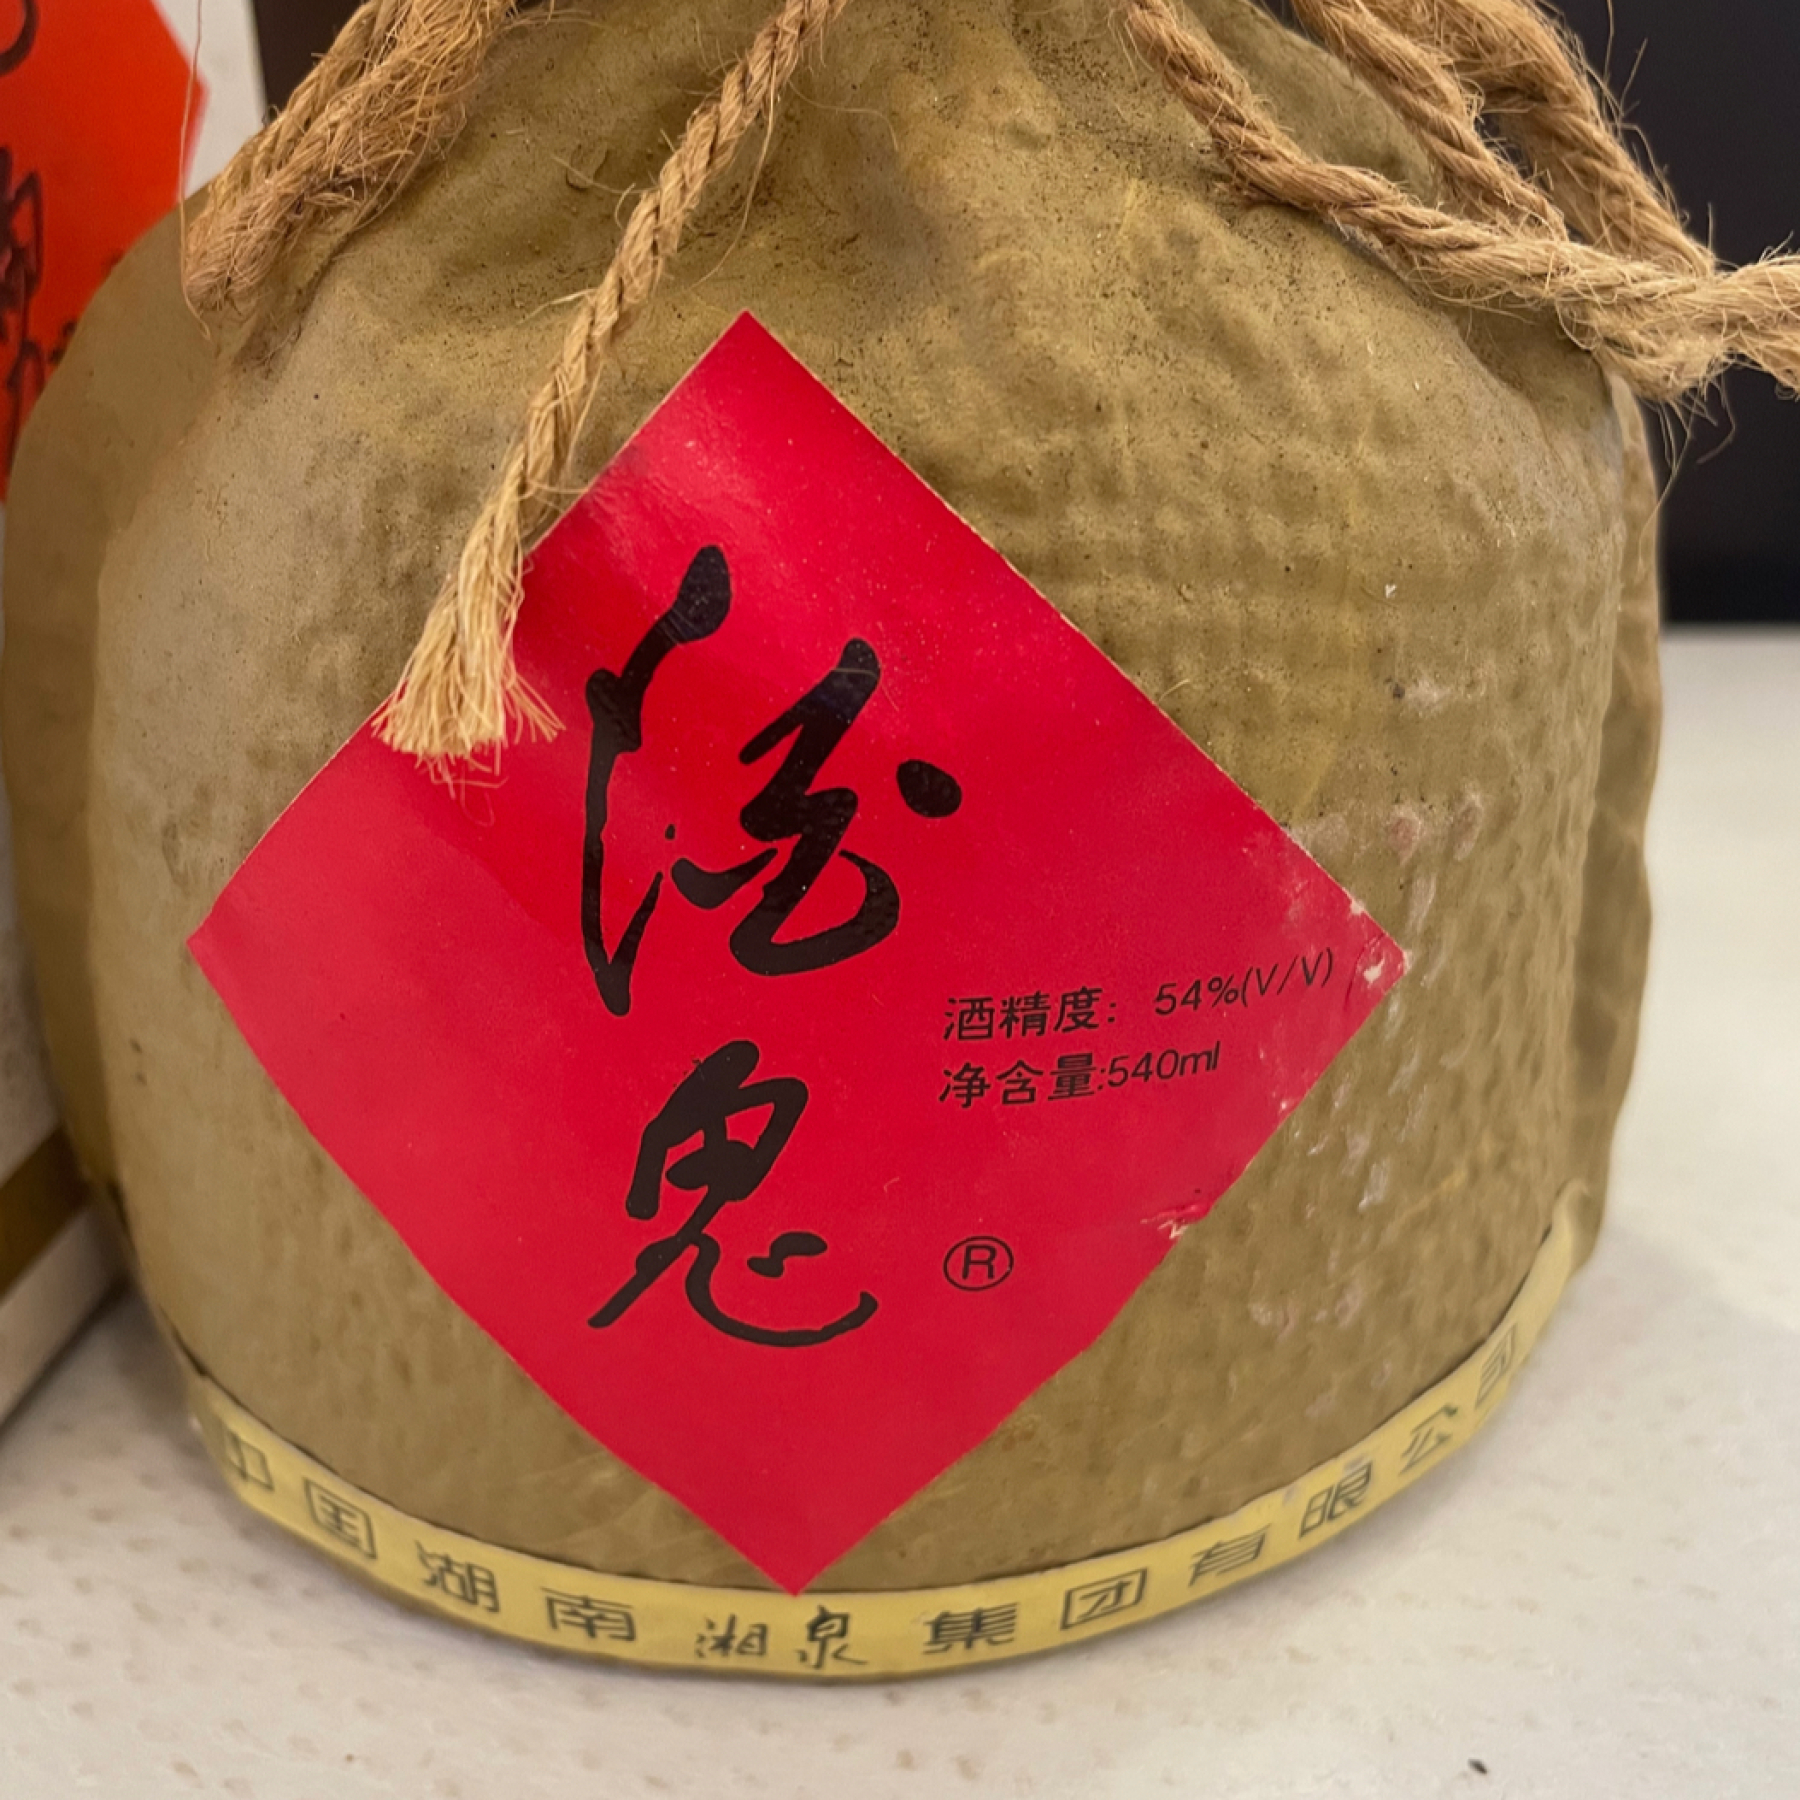 酒鬼
酒精度：54%(V/V)
净含量:540ml
®
中国湖南湘泉集团有限公司